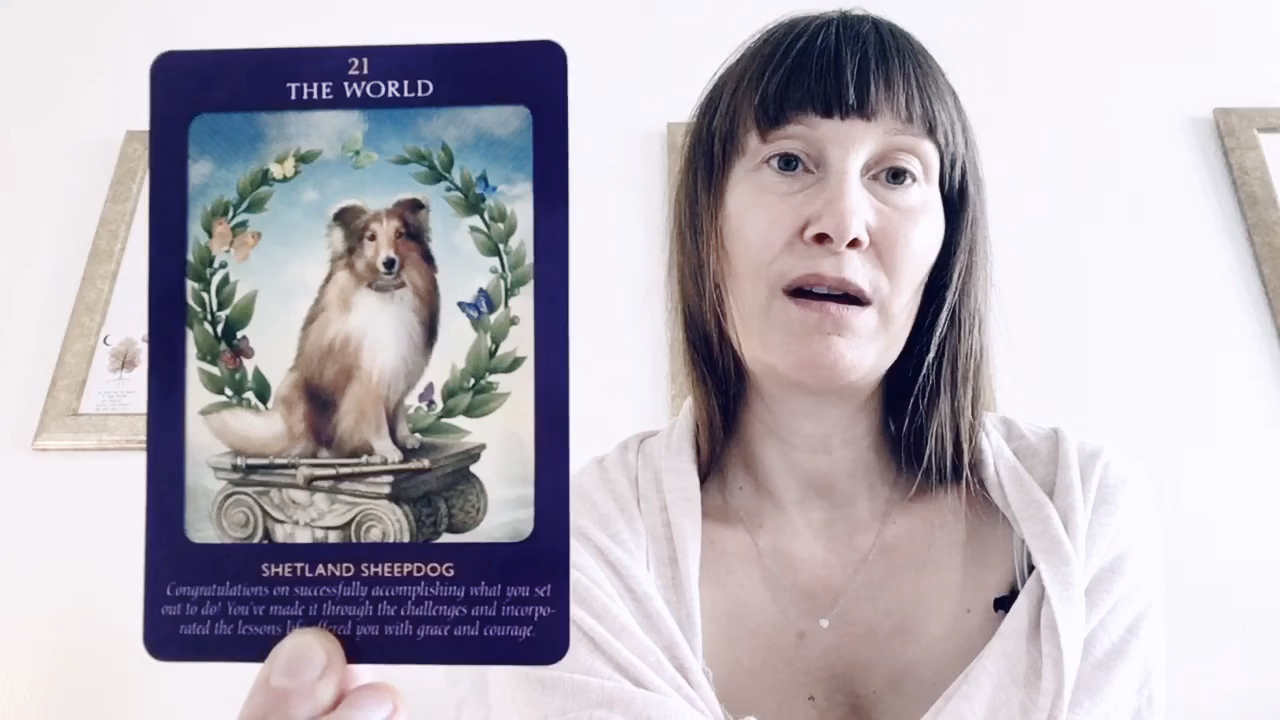 21
THE WORLD
SHETLAND SHEEPDOG
Congratulations on successfully accomplishing what you set
out to do! You've made it through the challenges and incorpo-
rated the lessons life offered you with grace and courage.